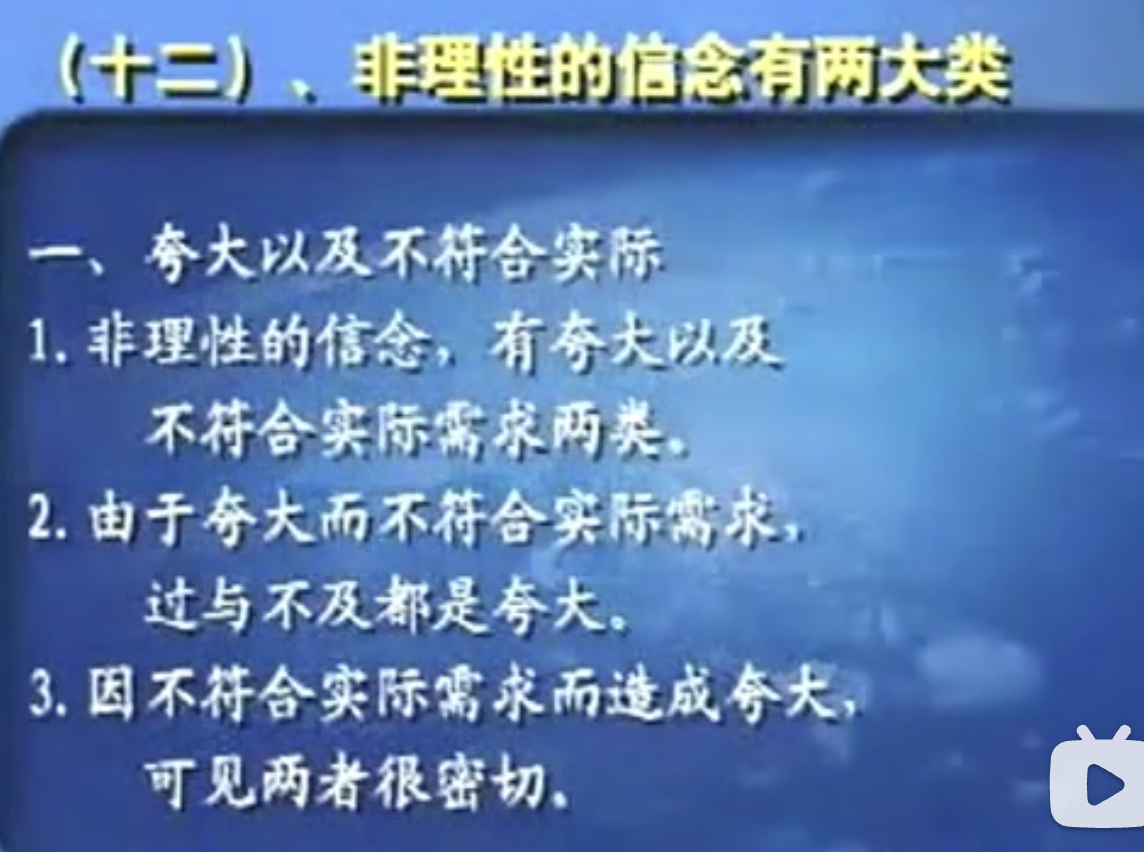 （十二）、非理性的信念有两大类
一、夸大以及不符合实际
1.非理性的信念，有夸大以及
不符合实际需求两类。
2.由于夸大而不符合实际需求，
过与不及都是夸大。
3.因不符合实际需求而造成夸大，
可见两者很密切。